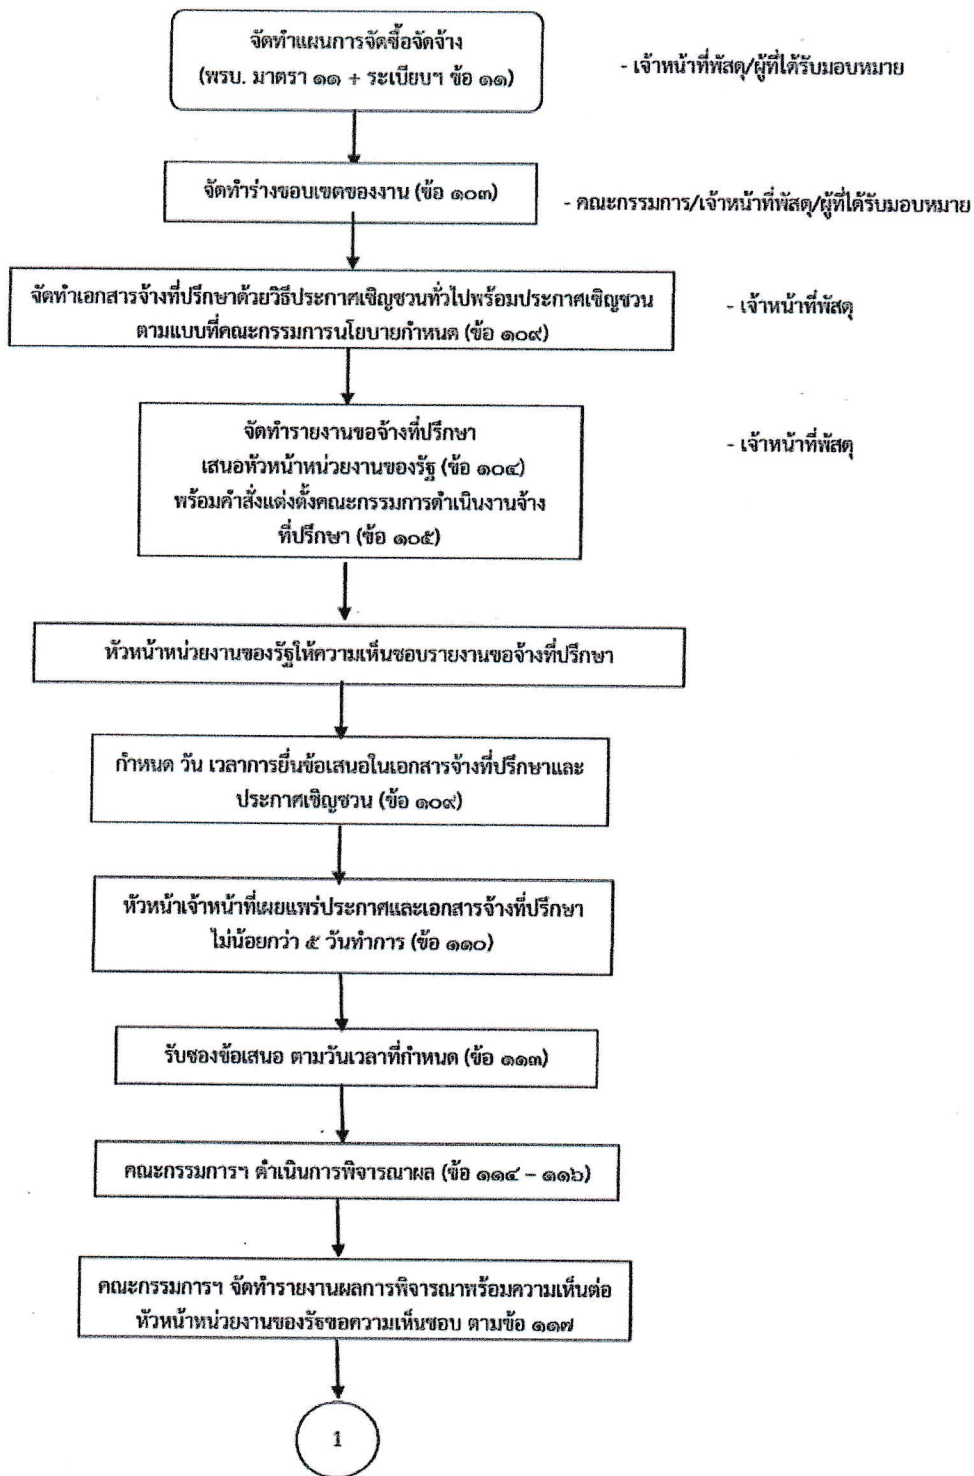 จัดทำแผนการจัดซื้อจัดจ้าง
(พรบ. มาตรา ๑๑ + ระเบียบฯ ข้อ ๑๑)
- เจ้าหน้าที่พัสดุ/ผู้ที่ได้รับมอบหมาย
จัดทำร่างขอบเขตของงาน (ข้อ ๑๐๓)
- คณะกรรมการ/เจ้าหน้าที่พัสดุ/ผู้ที่ได้รับมอบหมาย
จัดทำเอกสารจ้างที่ปรึกษาด้วยวิธีประกาศเชิญชวนทั่วไปพร้อมประกาศเชิญชวน
ตามแบบที่คณะกรรมการนโยบายกำหนด (ข้อ ๑๐๙)
- เจ้าหน้าที่พัสดุ
จัดทำรายงานขอจ้างที่ปรึกษา
เสนอหัวหน้าหน่วยงานของรัฐ (ข้อ ๑๐๔)
พร้อมคำสั่งแต่งตั้งคณะกรรมการดำเนินงานจ้าง
ที่ปรึกษา (ข้อ ๑๐๕)
- เจ้าหน้าที่พัสดุ
หัวหน้าหน่วยงานของรัฐให้ความเห็นชอบรายงานขอจ้างที่ปรึกษา
กำหนด วัน เวลาการยื่นข้อเสนอในเอกสารจ้างที่ปรึกษาและ
ประกาศเชิญชวน (ข้อ ๑๐๙)
หัวหน้าเจ้าหน้าที่เผยแพร่ประกาศและเอกสารจ้างที่ปรึกษา
ไม่น้อยกว่า ๕ วันทำการ (ข้อ ๑๑๐)
รับซองข้อเสนอ ตามวันเวลาที่กำหนด (ข้อ ๑๑๓)
คณะกรรมการฯ ดำเนินการพิจารณาผล (ข้อ ๑๑๔ – ๑๑๖)
คณะกรรมการฯ จัดทำรายงานผลการพิจารณาพร้อมความเห็นต่อ
หัวหน้าหน่วยงานของรัฐขอความเห็นชอบ ตามข้อ ๑๑๗
1